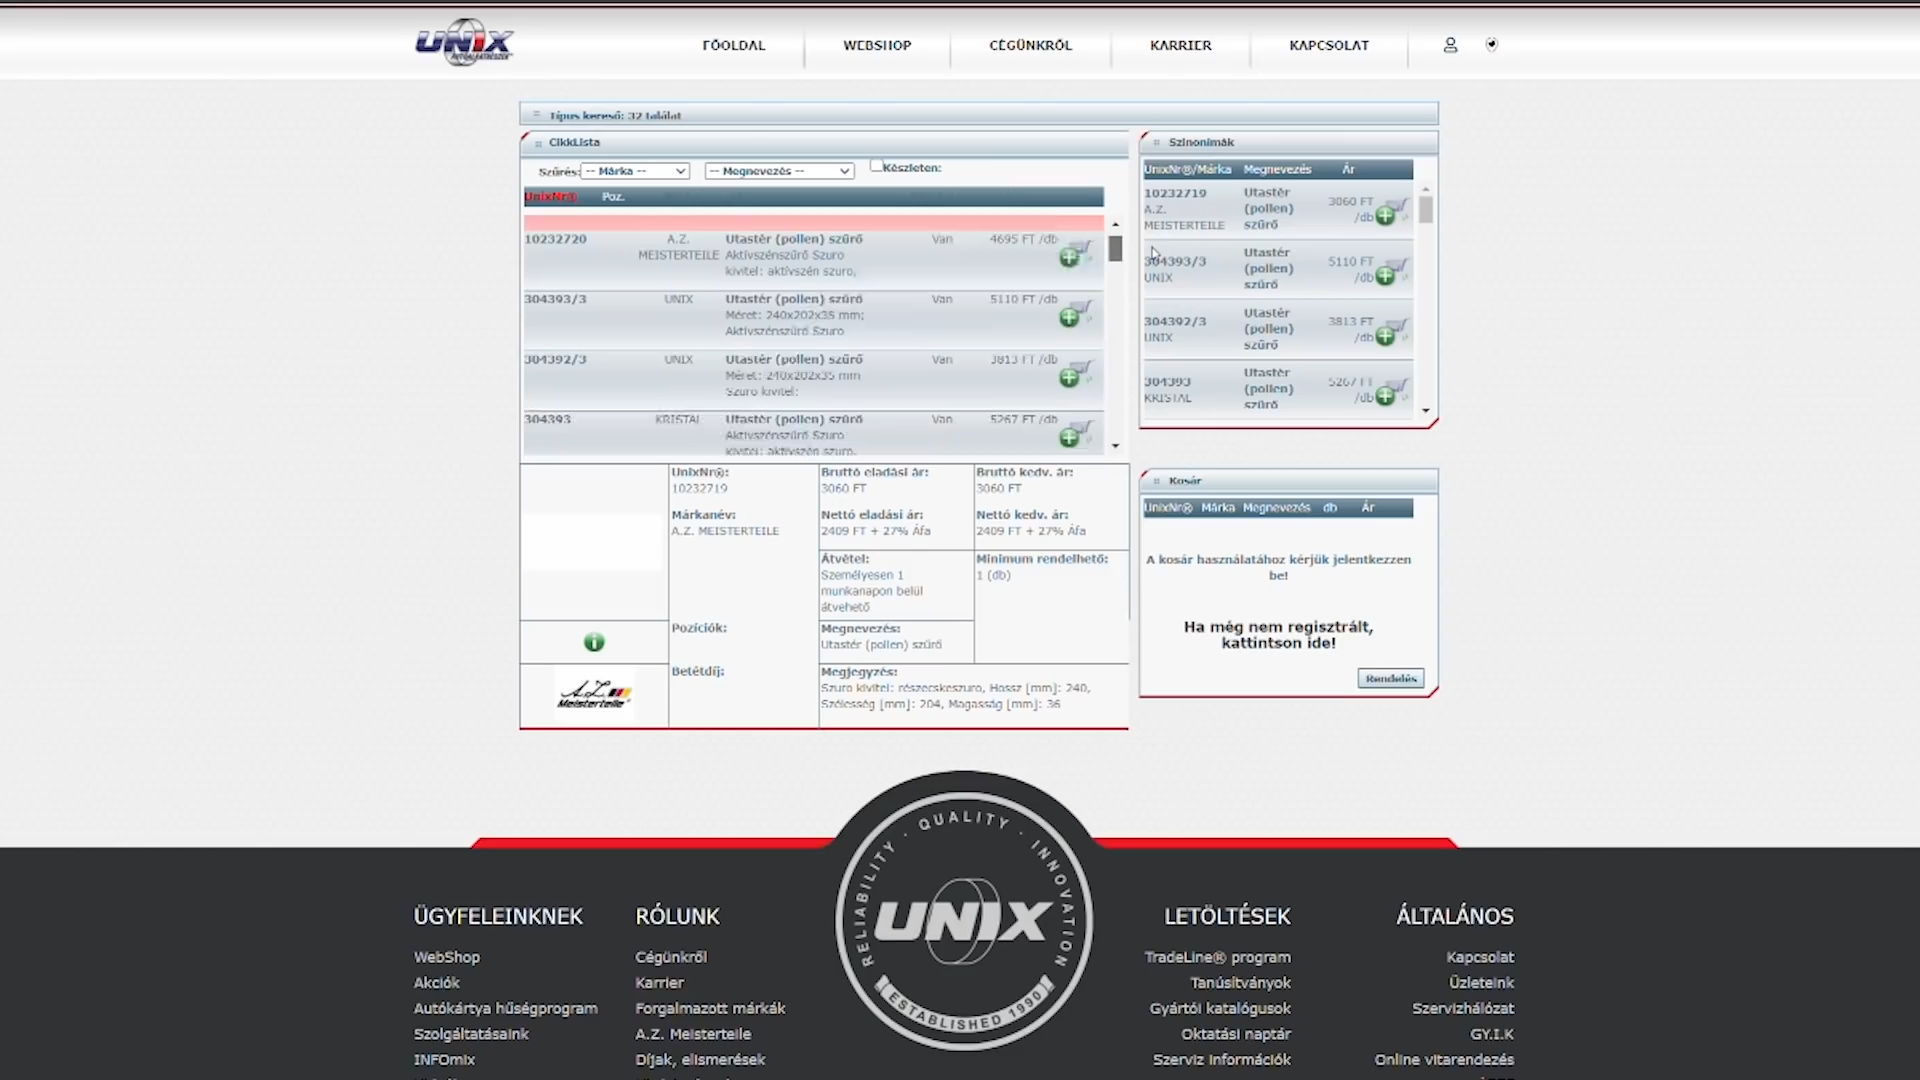 UNIX
AUTÓALKATRÉSZEK
FŐOLDAL
WEBSHOP
CÉGÜNKRŐL
KARRIER
KAPCSOLAT
Típus kereső: 32 találat
CikkLista
Szűrés: -- Márka -- -- Megnevezés -- Készleten:
UnixNr® Poz.
10232720 A.Z. MEISTERTEILE Utastér (pollen) szűrő Van 4695 FT /db
Aktívszénszűrő Szuro
kivitel: aktívszén szuro,
304393/3 UNIX Utastér (pollen) szűrő Van 5110 FT /db
Méret: 240x202x35 mm;
Aktívszénszűrő Szuro
304392/3 UNIX Utastér (pollen) szűrő Van 3813 FT /db
Méret: 240x202x35 mm
Szuro kivitel:
304393 KRISTAL Utastér (pollen) szűrő Van 5267 FT /db
Aktívszénszűrő Szuro
kivitel: aktívszén szuro,
UnixNr®:
10232719
Márkanév:
A.Z. MEISTERTEILE
Pozíciók:
Betétdíj:
Bruttó eladási ár:
3060 FT
Nettó eladási ár:
2409 FT + 27% Áfa
Átvétel:
Személyesen 1
munkanapon belül
átvehető
Megnevezés:
Utastér (pollen) szűrő
Megjegyzés:
Szuro kivitel: részecskeszuro, Hossz [mm]: 240,
Szélesség [mm]: 204, Magasság [mm]: 36
Bruttó kedv. ár:
3060 FT
Nettó kedv. ár:
2409 FT + 27% Áfa
Minimum rendelhető:
1 (db)
A.Z.
Meisterteile
Szinonimák
UnixNr®/Márka Megnevezés Ár
10232719 A.Z. MEISTERTEILE Utastér (pollen) szűrő 3060 FT /db
304393/3 UNIX Utastér (pollen) szűrő 5110 FT /db
304392/3 UNIX Utastér (pollen) szűrő 3813 FT /db
304393 KRISTAL Utastér (pollen) szűrő 5267 FT /db
Kosár
UnixNr® Márka Megnevezés db Ár
A kosár használatához kérjük jelentkezzen
be!
Ha még nem regisztrált,
kattintson ide!
Rendelés
RELIABILITY · QUALITY · INNOVATION
UNIX
ESTABLISHED 1990
ÜGYFELEINKNEK
WebShop
Akciók
Autókártya hűségprogram
Szolgáltatásaink
INFOmix
RÓLUNK
Cégünkről
Karrier
Forgalmazott márkák
A.Z. Meisterteile
Díjak, elismerések
LETÖLTÉSEK
TradeLine® program
Tanúsítványok
Gyártói katalógusok
Oktatási naptár
Szerviz információk
ÁLTALÁNOS
Kapcsolat
Üzleteink
Szervizhálózat
GY.I.K
Online vitarendezés